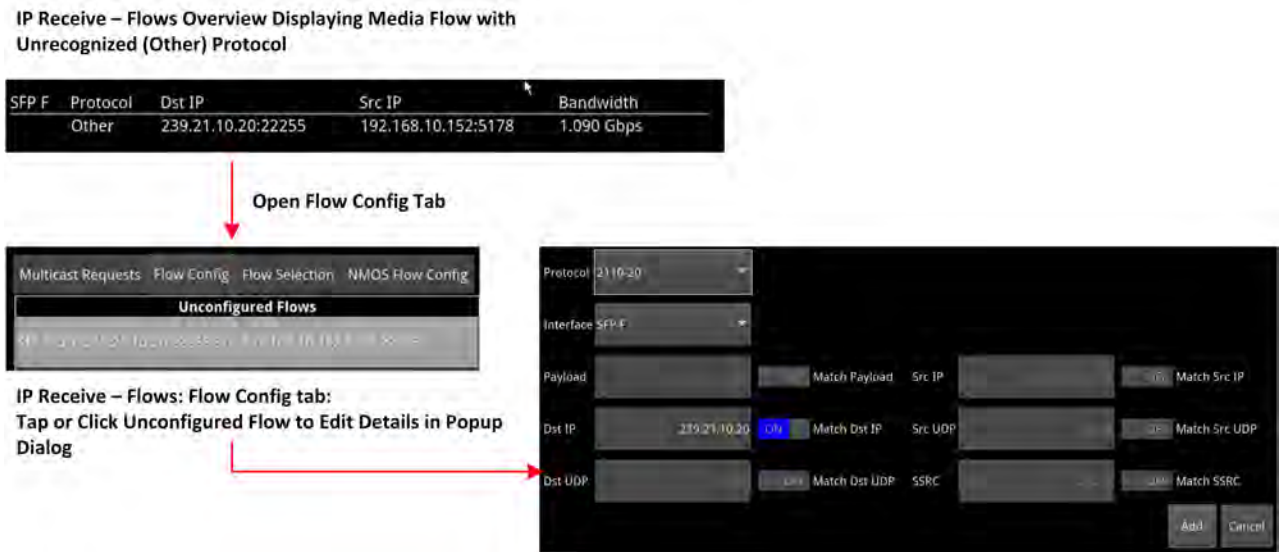 IP Receive – Flows Overview Displaying Media Flow with
Unrecognized (Other) Protocol
SFP F Protocol Dst IP Src IP Bandwidth
Other 239.21.10.20:22255 192.168.10.152:5178 1.090 Gbps
Open Flow Config Tab
Multicast Requests Flow Config Flow Selection NMOS Flow Config
Unconfigured Flows
IP Receive – Flows: Flow Config tab:
Tap or Click Unconfigured Flow to Edit Details in Popup
Dialog
Protocol 2110-20
Interface SFP F
Payload Match Payload Src IP Match Src IP
Dst IP 239.21.10.20 ON Match Dst IP Src UDP Match Src UDP
Dst UDP Match Dst UDP SSRC Match SSRC
Add Cancel